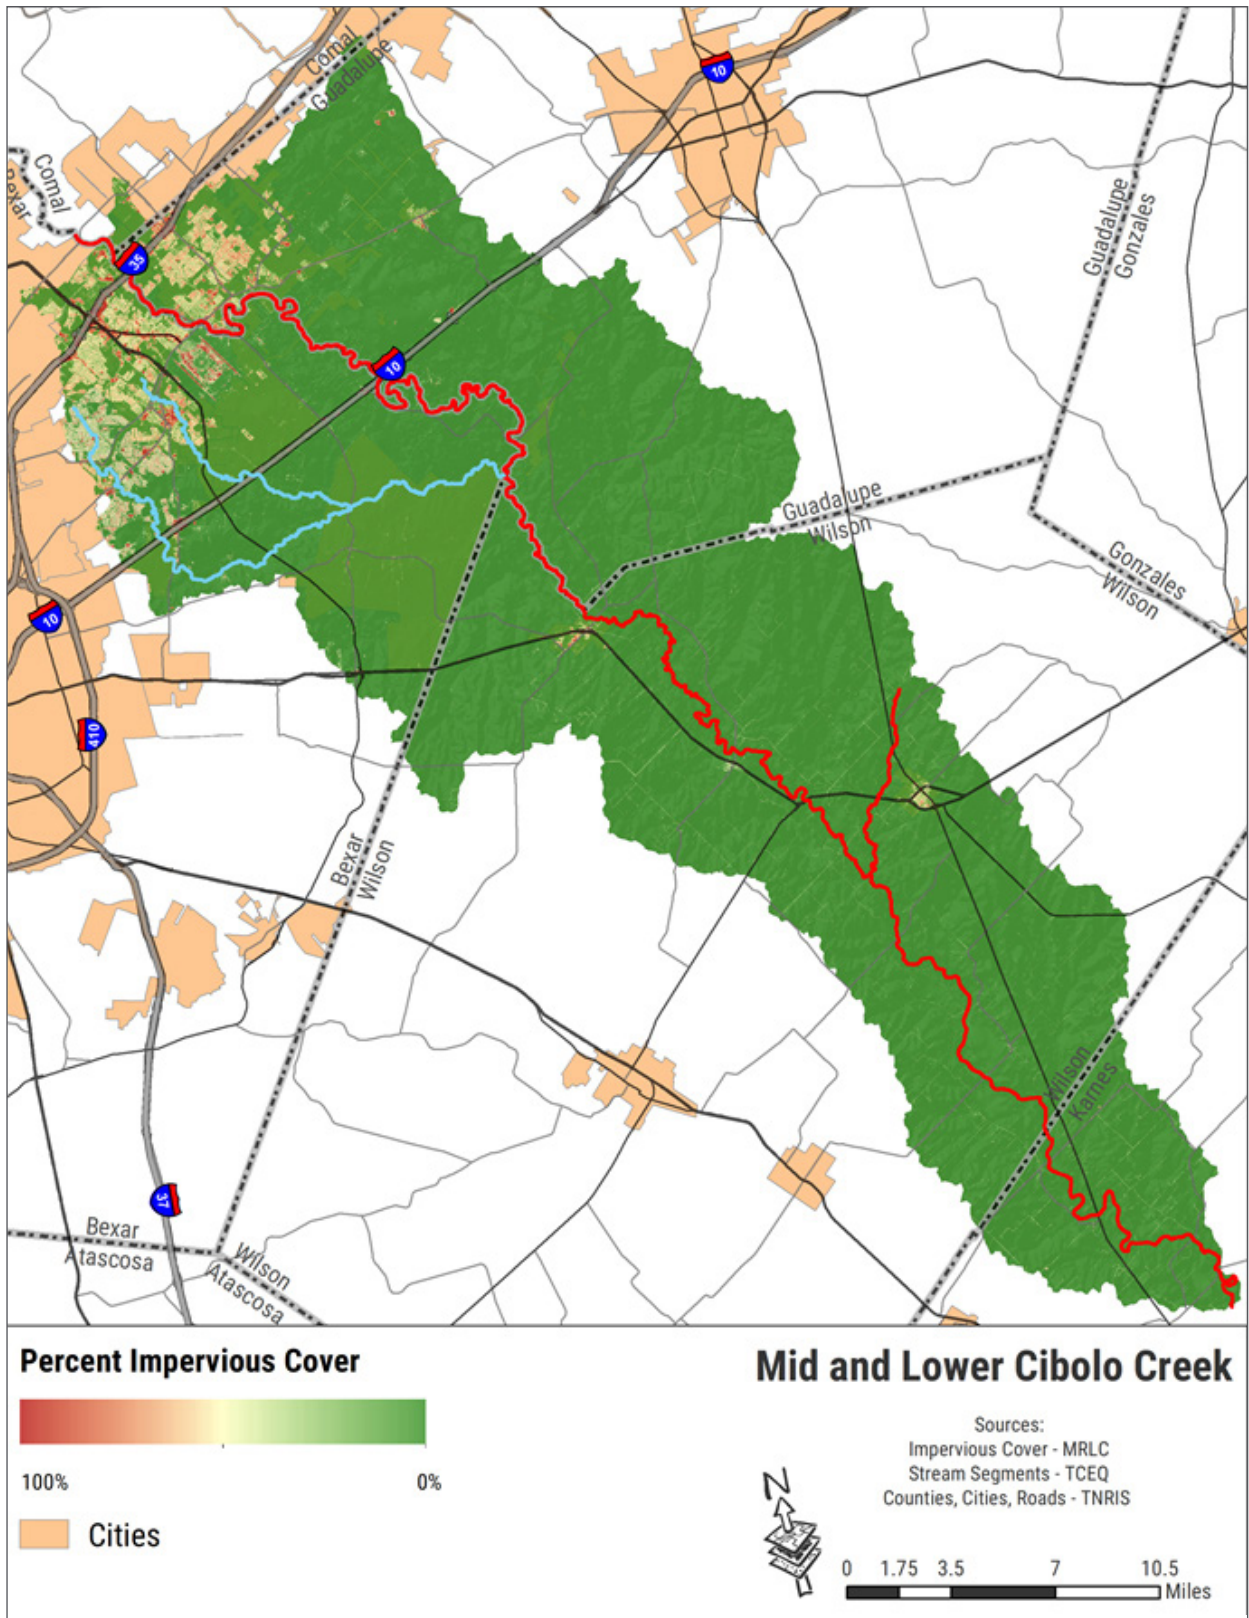 Comal
Guadalupe
10
Comal
Bexar
35
Guadalupe
Gonzales
10
Guadalupe
Wilson
Gonzales
Wilson
10
410
Bexar
Wilson
Wilson
Karnes
37
Bexar
Atascosa
Wilson
Atascosa
Percent Impervious Cover
100%
0%
Cities
Mid and Lower Cibolo Creek
Sources:
Impervious Cover - MRLC
Stream Segments - TCEQ
Counties, Cities, Roads - TNRIS
N
0 1.75 3.5 7 10.5
Miles